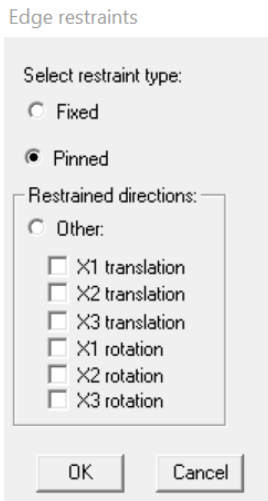 Edge restraints
Select restraint type:
Fixed
Pinned
Restrained directions:
Other:
X1 translation
X2 translation
X3 translation
X1 rotation
X2 rotation
X3 rotation
OK Cancel